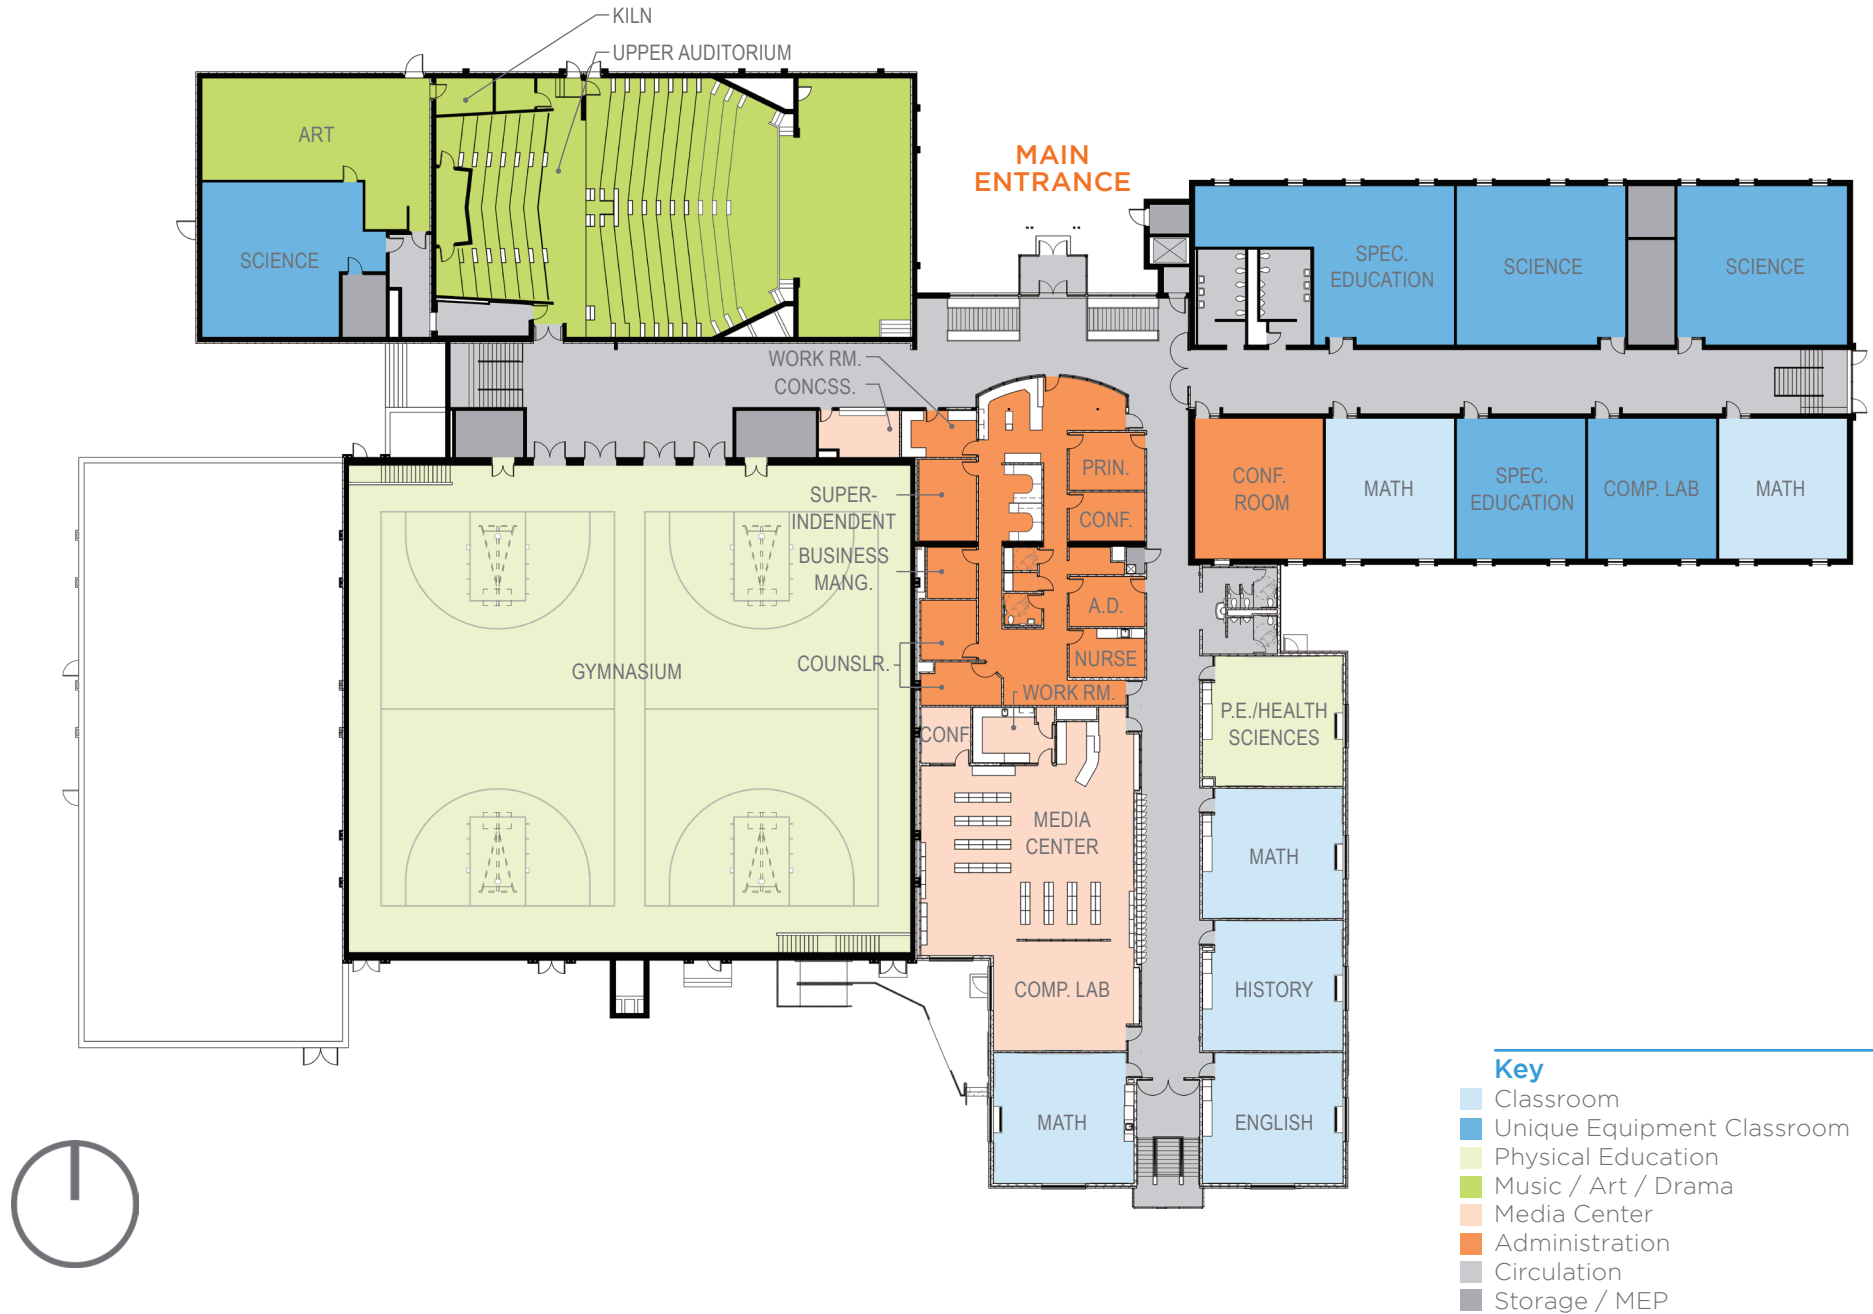 KILN
UPPER AUDITORIUM
ART
MAIN
ENTRANCE
SCIENCE
SPEC.
EDUCATION
SCIENCE
SCIENCE
WORK RM.
CONCSS.
PRIN.
CONF.
ROOM
MATH
SPEC.
EDUCATION
COMP. LAB
MATH
SUPER-
INDENDENT
CONF.
BUSINESS
MANG.
A.D.
GYMNASIUM
COUNSLR.
NURSE
WORK RM.
P.E./HEALTH
SCIENCES
CONF
MEDIA
CENTER
MATH
COMP. LAB
HISTORY
MATH
ENGLISH
Key
Classroom
Unique Equipment Classroom
Physical Education
Music / Art / Drama
Media Center
Administration
Circulation
Storage / MEP